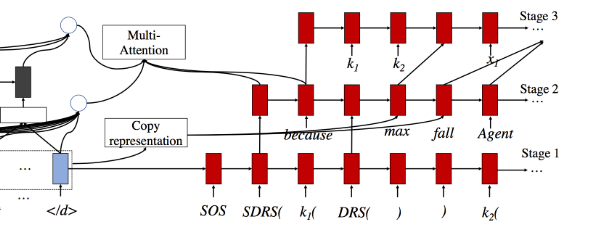 Stage 3
...
Multi-
Attention
k1
k2
x1
Stage 2
...
Copy
representation
because
max
fall
Agent
Stage 1
...
...
...
</d>
SOS
SDRS(
k1(
DRS(
)
)
k2(